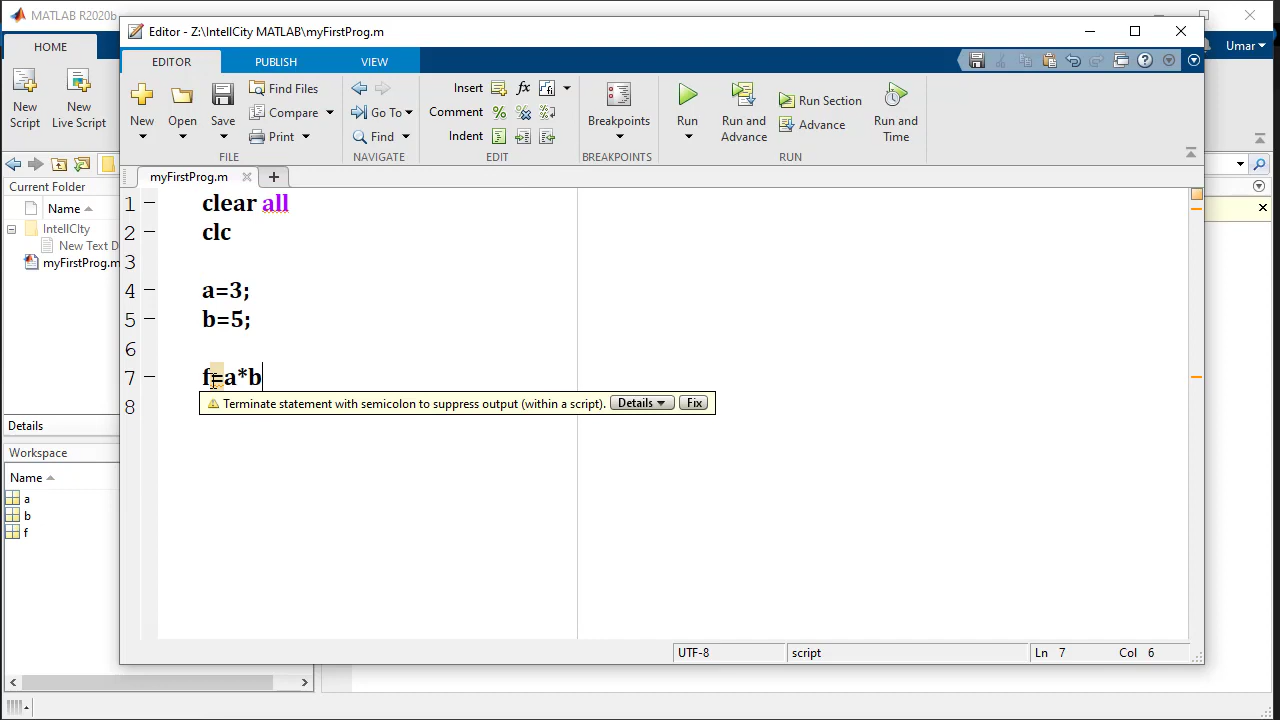 MATLAB R2020b
HOME
Umar
New Script
New Live Script
Current Folder
Name
IntellCIty
New Text D
myFirstProg.m
Details
Workspace
Name
a
b
f
Editor - Z:\IntellCity MATLAB\myFirstProg.m
EDITOR PUBLISH VIEW
New Open Save
Find Files
Compare
Print
FILE
Go To
Find
NAVIGATE
Insert
Comment
Indent
EDIT
Breakpoints
BREAKPOINTS
Run
Run and Advance
Run Section
Advance
Run and Time
RUN
myFirstProg.m
1 clear all
2 clc
3
4 a=3;
5 b=5;
6
7 f=a*b
Terminate statement with semicolon to suppress output (within a script). Details Fix
8
UTF-8 script Ln 7 Col 6